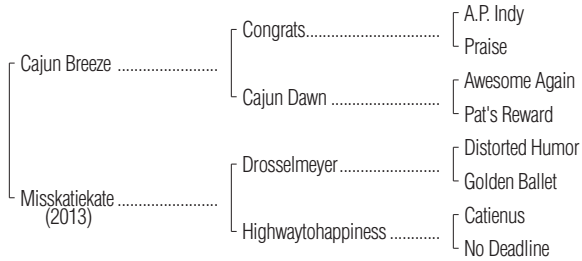 A.P. Indy
Congrats
Praise
Cajun Breeze
Awesome Again
Cajun Dawn
Pat's Reward
Distorted Humor
Drosselmeyer
Golden Ballet
Misskatiekate
(2013)
Catienus
Highwaytohappiness
No Deadline